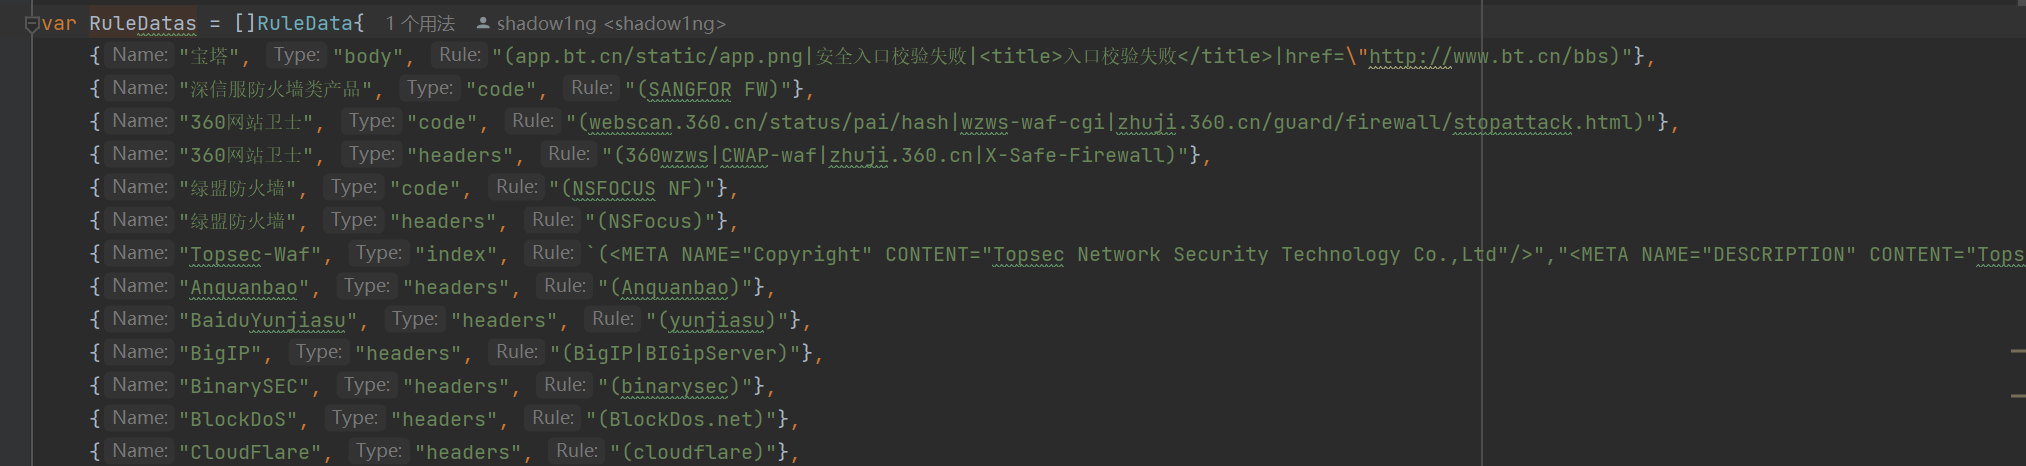 var RuleDatas = []RuleData{ 1 个用法 shadow1ng <shadow1ng>
{ Name: "宝塔", Type: "body", Rule: "(app.bt.cn/static/app.png|安全入口校验失败|<title>入口校验失败</title>|href=\"http://www.bt.cn/bbs)"},
{ Name: "深信服防火墙类产品", Type: "code", Rule: "(SANGFOR FW)"},
{ Name: "360网站卫士", Type: "code", Rule: "(webscan.360.cn/status/pai/hash|wzws-waf-cgi|zhuji.360.cn/guard/firewall/stopattack.html)"},
{ Name: "360网站卫士", Type: "headers", Rule: "(360wzws|CWAP-waf|zhuji.360.cn|X-Safe-Firewall)"},
{ Name: "绿盟防火墙", Type: "code", Rule: "(NSFOCUS NF)"},
{ Name: "绿盟防火墙", Type: "headers", Rule: "(NSFocus)"},
{ Name: "Topsec-Waf", Type: "index", Rule: `(<META NAME="Copyright" CONTENT="Topsec Network Security Technology Co.,Ltd"/>","<META NAME="DESCRIPTION" CONTENT="Tops
{ Name: "Anquanbao", Type: "headers", Rule: "(Anquanbao)"},
{ Name: "BaiduYunjiasu", Type: "headers", Rule: "(yunjiasu)"},
{ Name: "BigIP", Type: "headers", Rule: "(BigIP|BIGipServer)"},
{ Name: "BinarySEC", Type: "headers", Rule: "(binarysec)"},
{ Name: "BlockDoS", Type: "headers", Rule: "(BlockDos.net)"},
{ Name: "CloudFlare", Type: "headers", Rule: "(cloudflare)"},